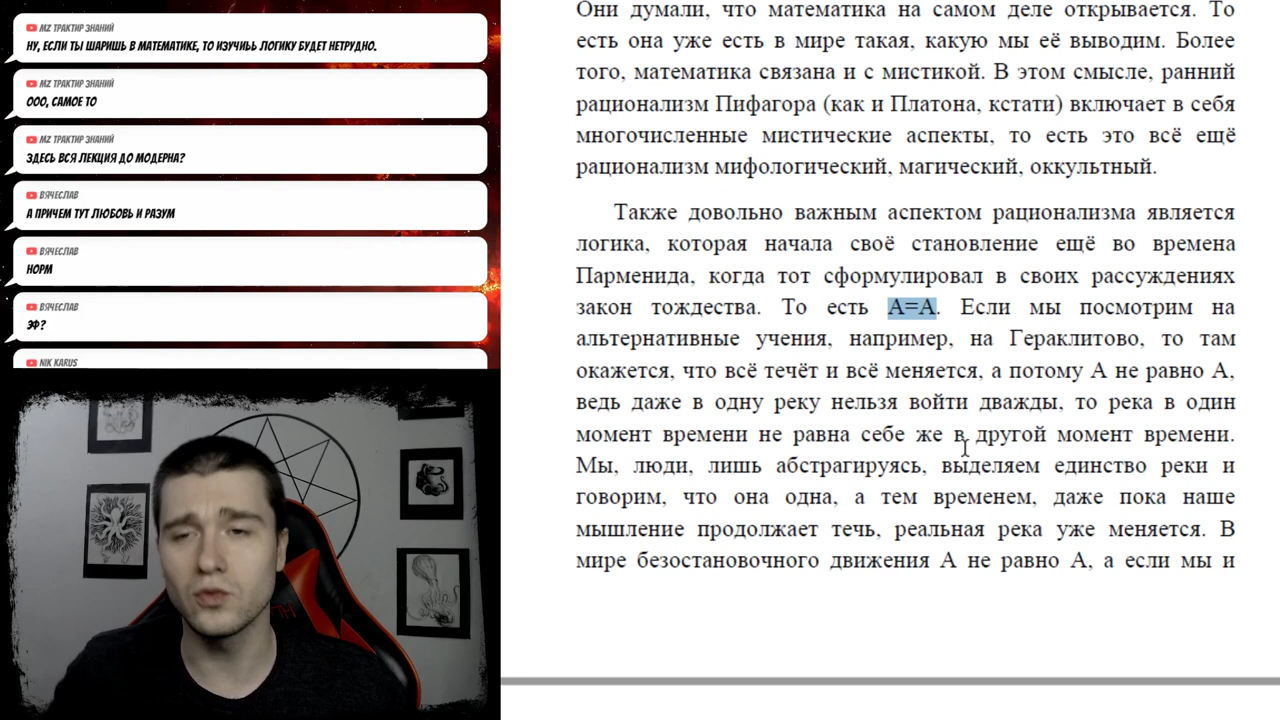 MZ ТРАКТИР ЗНАНИЙ
НУ, ЕСЛИ ТЫ ШАРИШЬ В МАТЕМАТИКЕ, ТО ИЗУЧИЬЬ ЛОГИКУ БУДЕТ НЕТРУДНО.
MZ ТРАКТИР ЗНАНИЙ
ООО, САМОЕ ТО
MZ ТРАКТИР ЗНАНИЙ
ЗДЕСЬ ВСЯ ЛЕКЦИЯ ДО МОДЕРНА?
ВЯЧЕСЛАВ
А ПРИЧЕМ ТУТ ЛЮБОВЬ И РАЗУМ
ВЯЧЕСЛАВ
НОРМ
ВЯЧЕСЛАВ
ЭФ?
NIK KARUS
Они думали, что математика на самом деле открывается. То
есть она уже есть в мире такая, какую мы её выводим. Более
того, математика связана и с мистикой. В этом смысле, ранний
рационализм Пифагора (как и Платона, кстати) включает в себя
многочисленные мистические аспекты, то есть это всё ещё
рационализм мифологический, магический, оккультный.
Также довольно важным аспектом рационализма является
логика, которая начала своё становление ещё во времена
Парменида, когда тот сформулировал в своих рассуждениях
закон тождества. То есть А=А. Если мы посмотрим на
альтернативные учения, например, на Гераклитово, то там
окажется, что всё течёт и всё меняется, а потому А не равно А,
ведь даже в одну реку нельзя войти дважды, то река в один
момент времени не равна себе же в другой момент времени.
Мы, люди, лишь абстрагируясь, выделяем единство реки и
говорим, что она одна, а тем временем, даже пока наше
мышление продолжает течь, реальная река уже меняется. В
мире безостановочного движения А не равно А, а если мы и